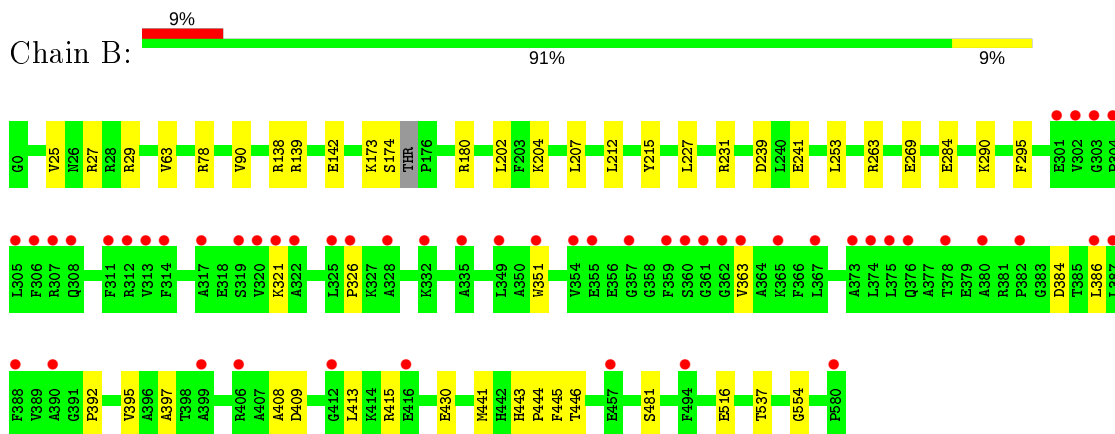 9%
Chain B:
91%
9%
G0 V25 N26 R27 R28 R29 V63 R78 V90 R138 R139 E142 K173 S174 THR P176 R180 L202 F203 K204 L207 L212 Y215 L227 R231 D239 L240 E241 L253 R263 E269 E284 K290 F295 E301 V302 G303
L305 F306 R307 Q308 F311 R312 V313 F314 A317 E318 S319 V320 K321 A322 L325 P326 K327 A328 K332 A335 L349 A350 W351 V354 E355 E356 G357 G358 F359 S360 G361 G362 V363 A364 K365 F366 L367 A373 L374 L375 Q376 A377 T378 E379 A380 R381 P382 G383 D384 T385 L386 L387
F388 V389 A390 G391 P392 V395 A396 A397 T398 A399 R406 A407 A408 D409 G412 L413 K414 R415 E416 E430 M441 H442 H443 P444 F445 T446 E457 S481 F494 E516 T537 G554 P580